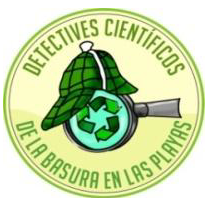 DETECTIVES CIENTÍFICOS
DE LA BASURA EN LAS PLAYAS